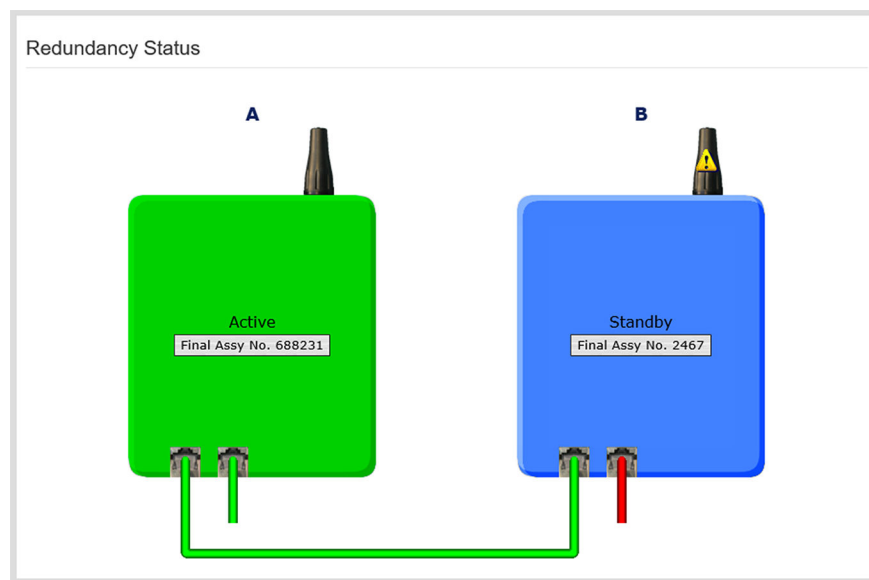 Redundancy Status
A
B
Active
Standby
Final Assy No. 688231
Final Assy No. 2467